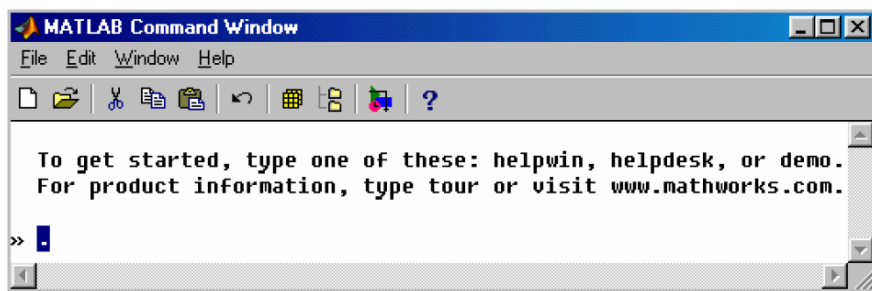 MATLAB Command Window
File Edit Window Help
?
To get started, type one of these: helpwin, helpdesk, or demo.
For product information, type tour or visit www.mathworks.com.
» .